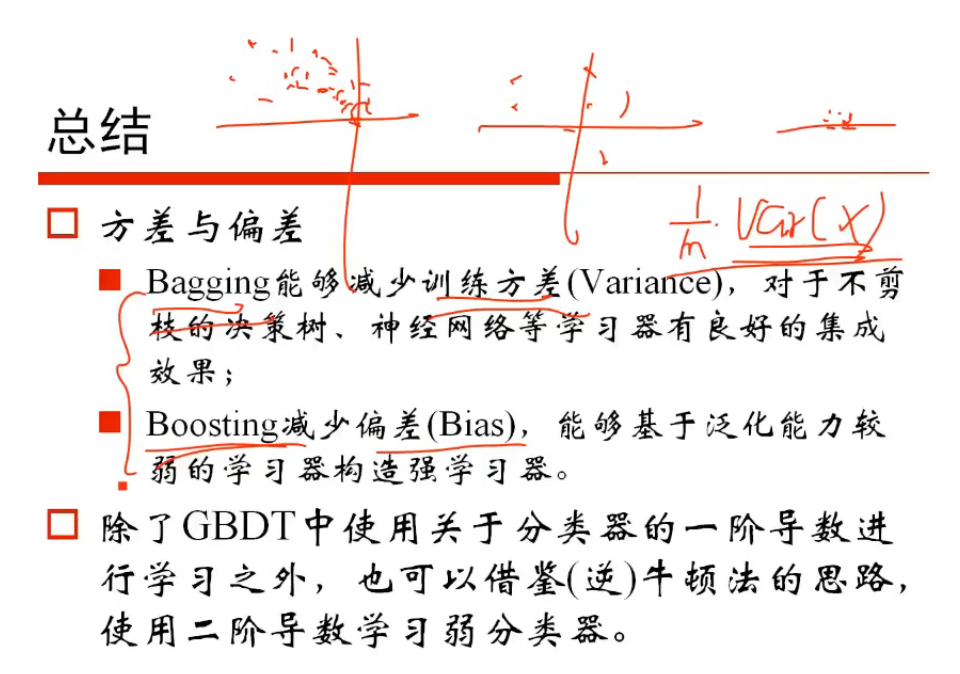 总结
1/m · Var(X)
方差与偏差
Bagging能够减少训练方差(Variance)，对于不剪
枝的决策树、神经网络等学习器有良好的集成
效果；
Boosting减少偏差(Bias)，能够基于泛化能力较
弱的学习器构造强学习器。
除了GBDT中使用关于分类器的一阶导数进
行学习之外，也可以借鉴(逆)牛顿法的思路，
使用二阶导数学习弱分类器。